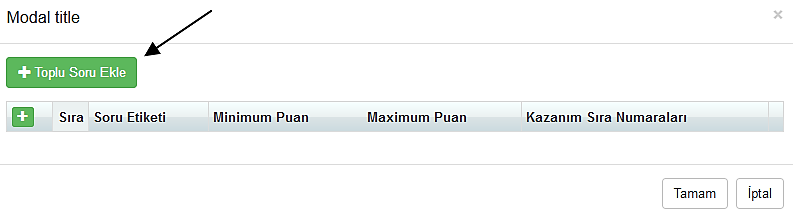 Modal title ×
Toplu Soru Ekle
Sıra Soru Etiketi Minimum Puan Maximum Puan Kazanım Sıra Numaraları
Tamam İptal